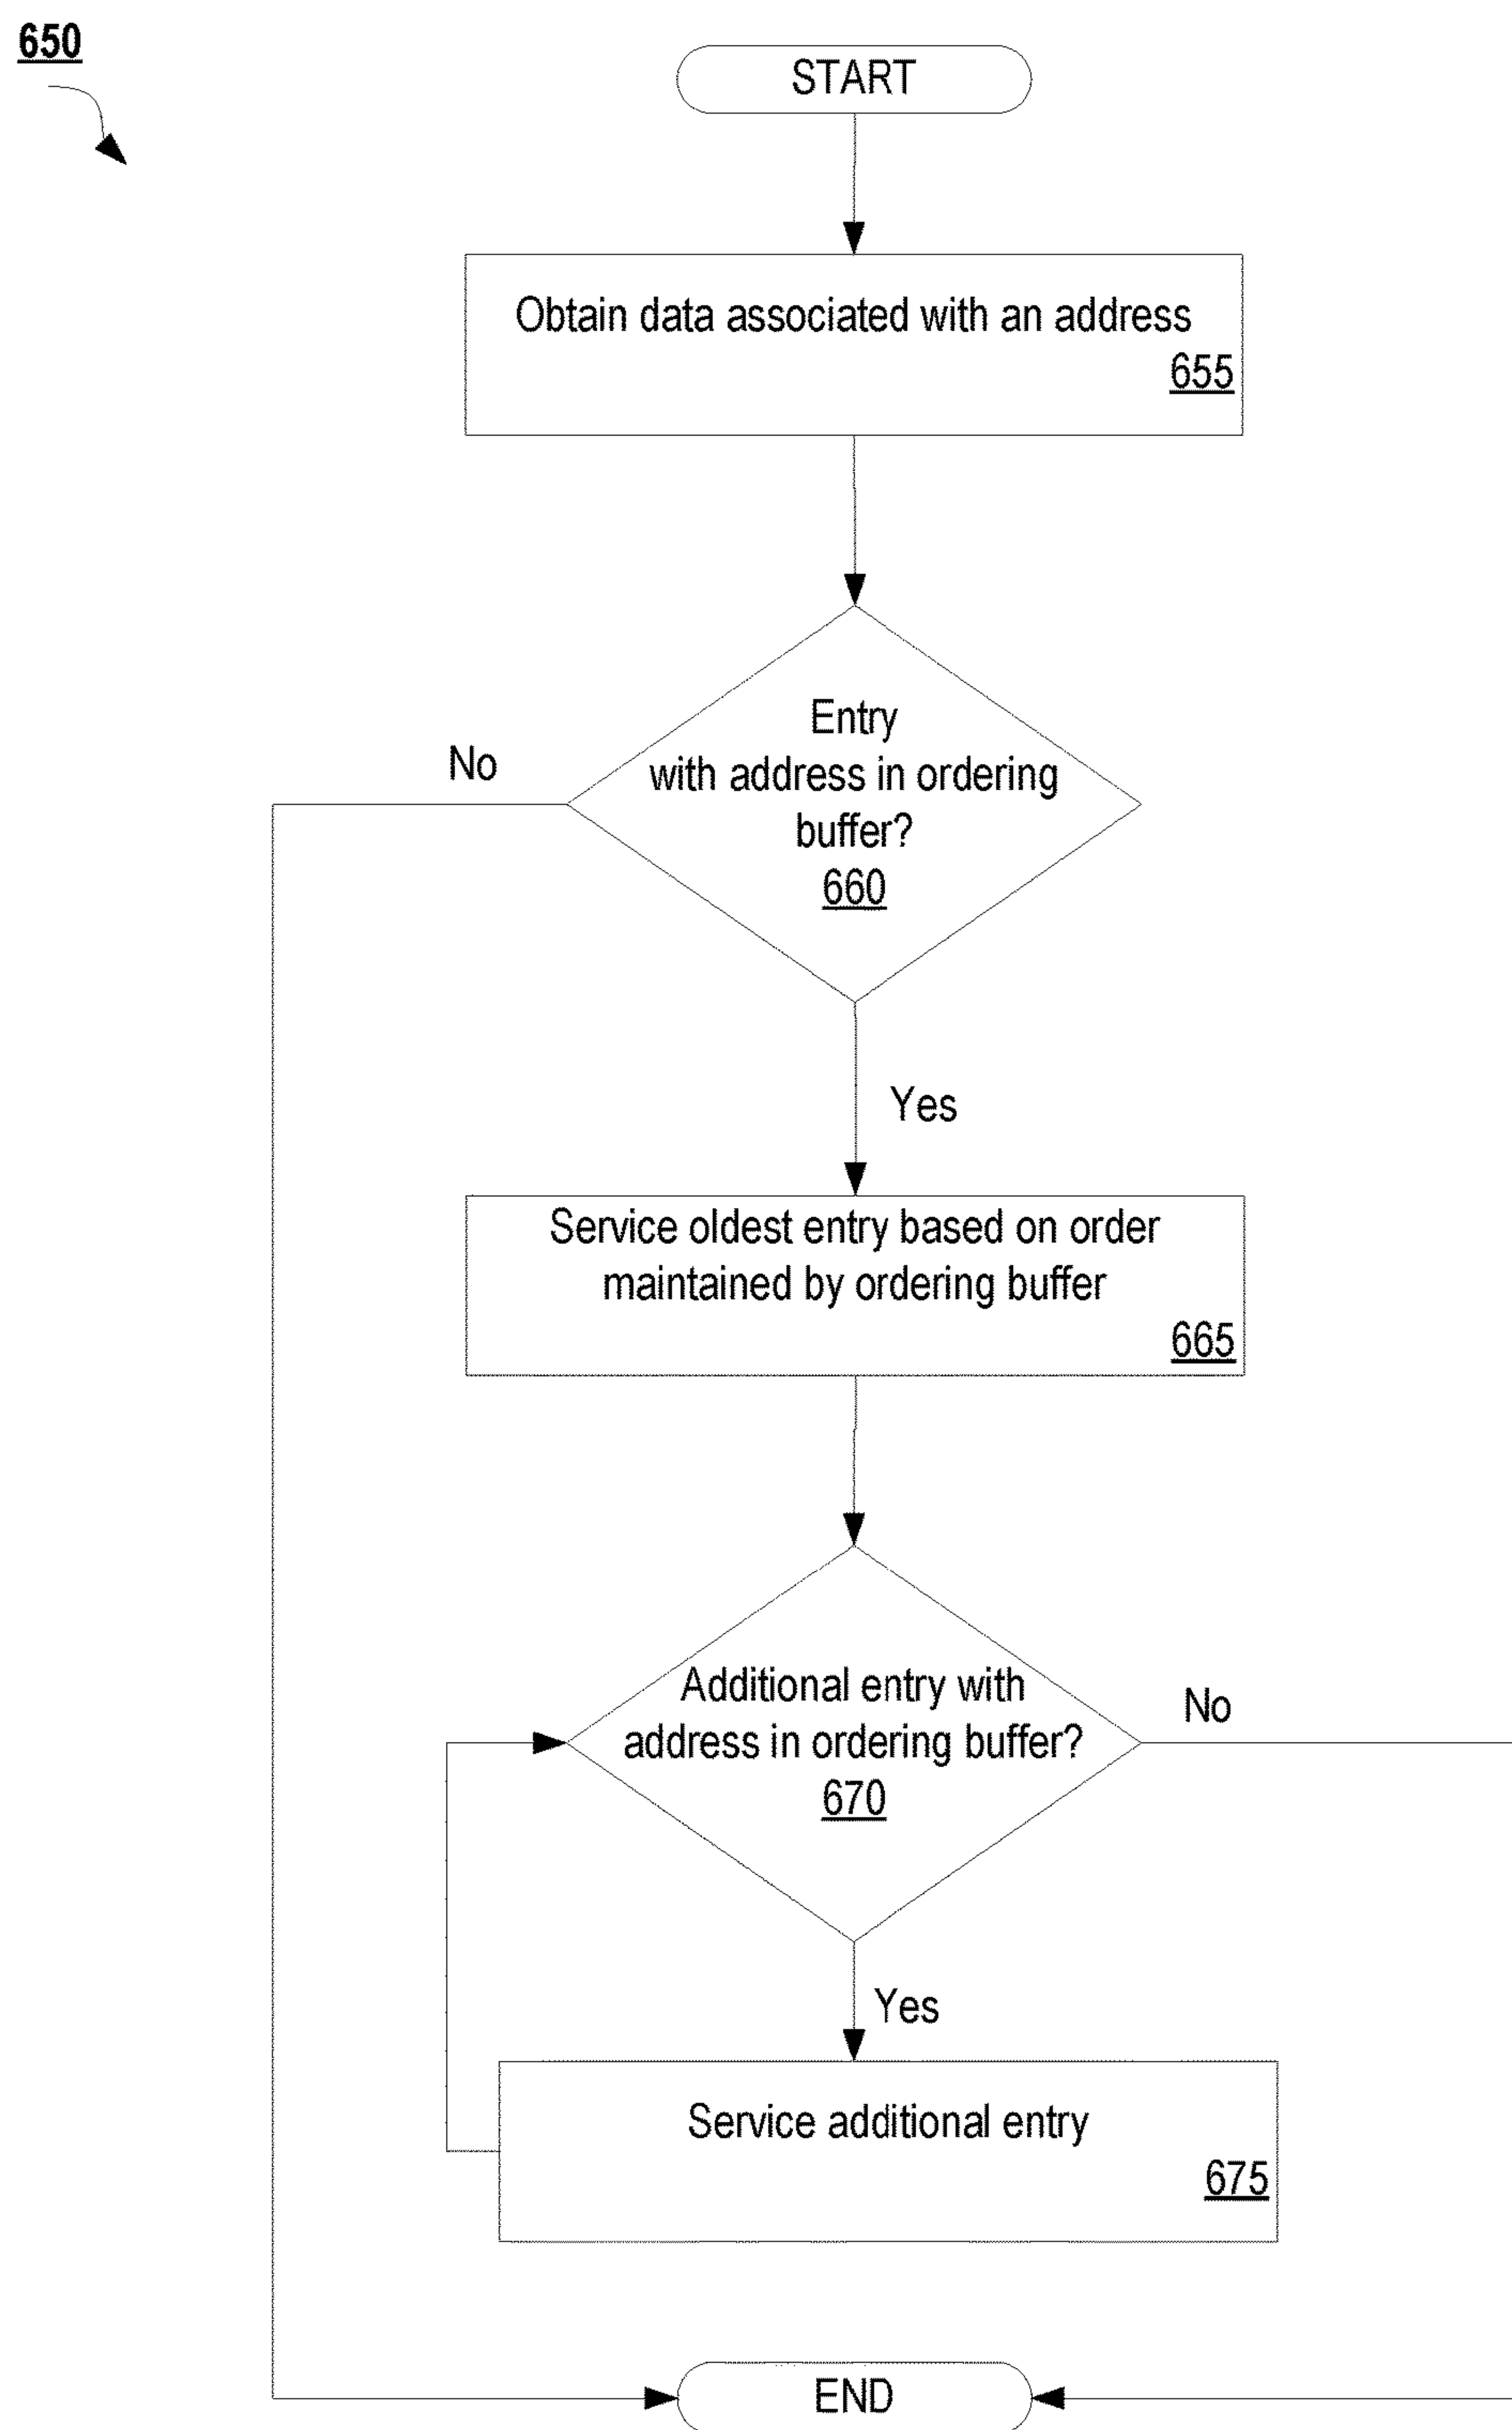 650
START
Obtain data associated with an address
655
Entry
with address in ordering
buffer?
660
No
Yes
Service oldest entry based on order
maintained by ordering buffer
665
Additional entry with
address in ordering buffer?
670
No
Yes
Service additional entry
675
END